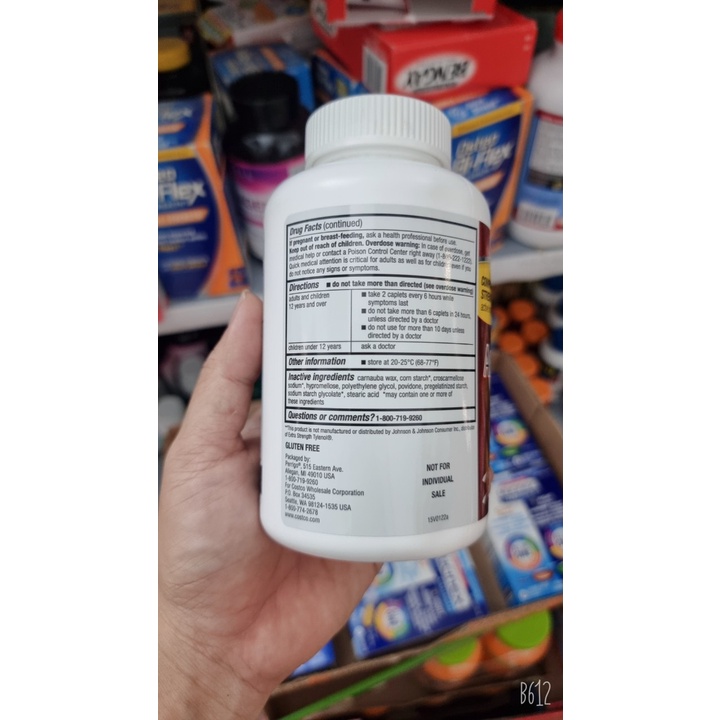 BENGAY
Drug Facts (continued)
If pregnant or breast-feeding, ask a health professional before use.
Keep out of reach of children. Overdose warning: In case of overdose, get
medical help or contact a Poison Control Center right away (1-800-222-1222).
Quick medical attention is critical for adults as well as for children even if you
do not notice any signs or symptoms.
Directions ■ do not take more than directed (see overdose warning)
adults and children
12 years and over
■ take 2 caplets every 6 hours while
symptoms last
■ do not take more than 6 caplets in 24 hours,
unless directed by a doctor
■ do not use for more than 10 days unless
directed by a doctor
children under 12 years
ask a doctor
Other information ■ store at 20-25°C (68-77°F)
Inactive ingredients carnauba wax, corn starch*, croscarmellose
sodium*, hypromellose, polyethylene glycol, povidone, pregelatinized starch,
sodium starch glycolate*, stearic acid *may contain one or more of
these ingredients
Questions or comments? 1-800-719-9260
**This product is not manufactured or distributed by Johnson & Johnson Consumer Inc.,
of Extra Strength Tylenol®.
GLUTEN FREE
Packaged by:
Perrigo®, 515 Eastern Ave.
Allegan, MI 49010 USA
1-800-719-9260
For Costco Wholesale Corporation
P.O. Box 34535
Seattle, WA 98124-1535 USA
1-800-774-2678
www.costco.com
NOT FOR
INDIVIDUAL
SALE
15V0122a
B612